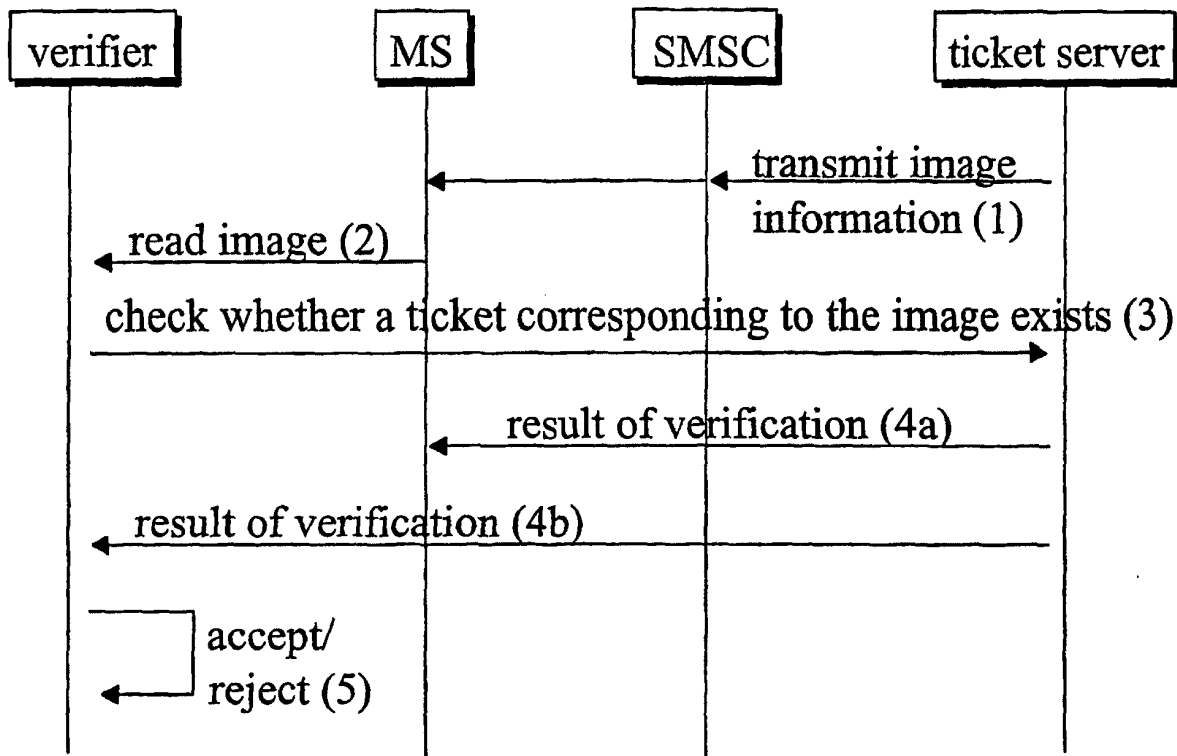 verifier
MS
SMSC
ticket server
transmit image
information (1)
read image (2)
check whether a ticket corresponding to the image exists (3)
result of verification (4a)
result of verification (4b)
accept/
reject (5)